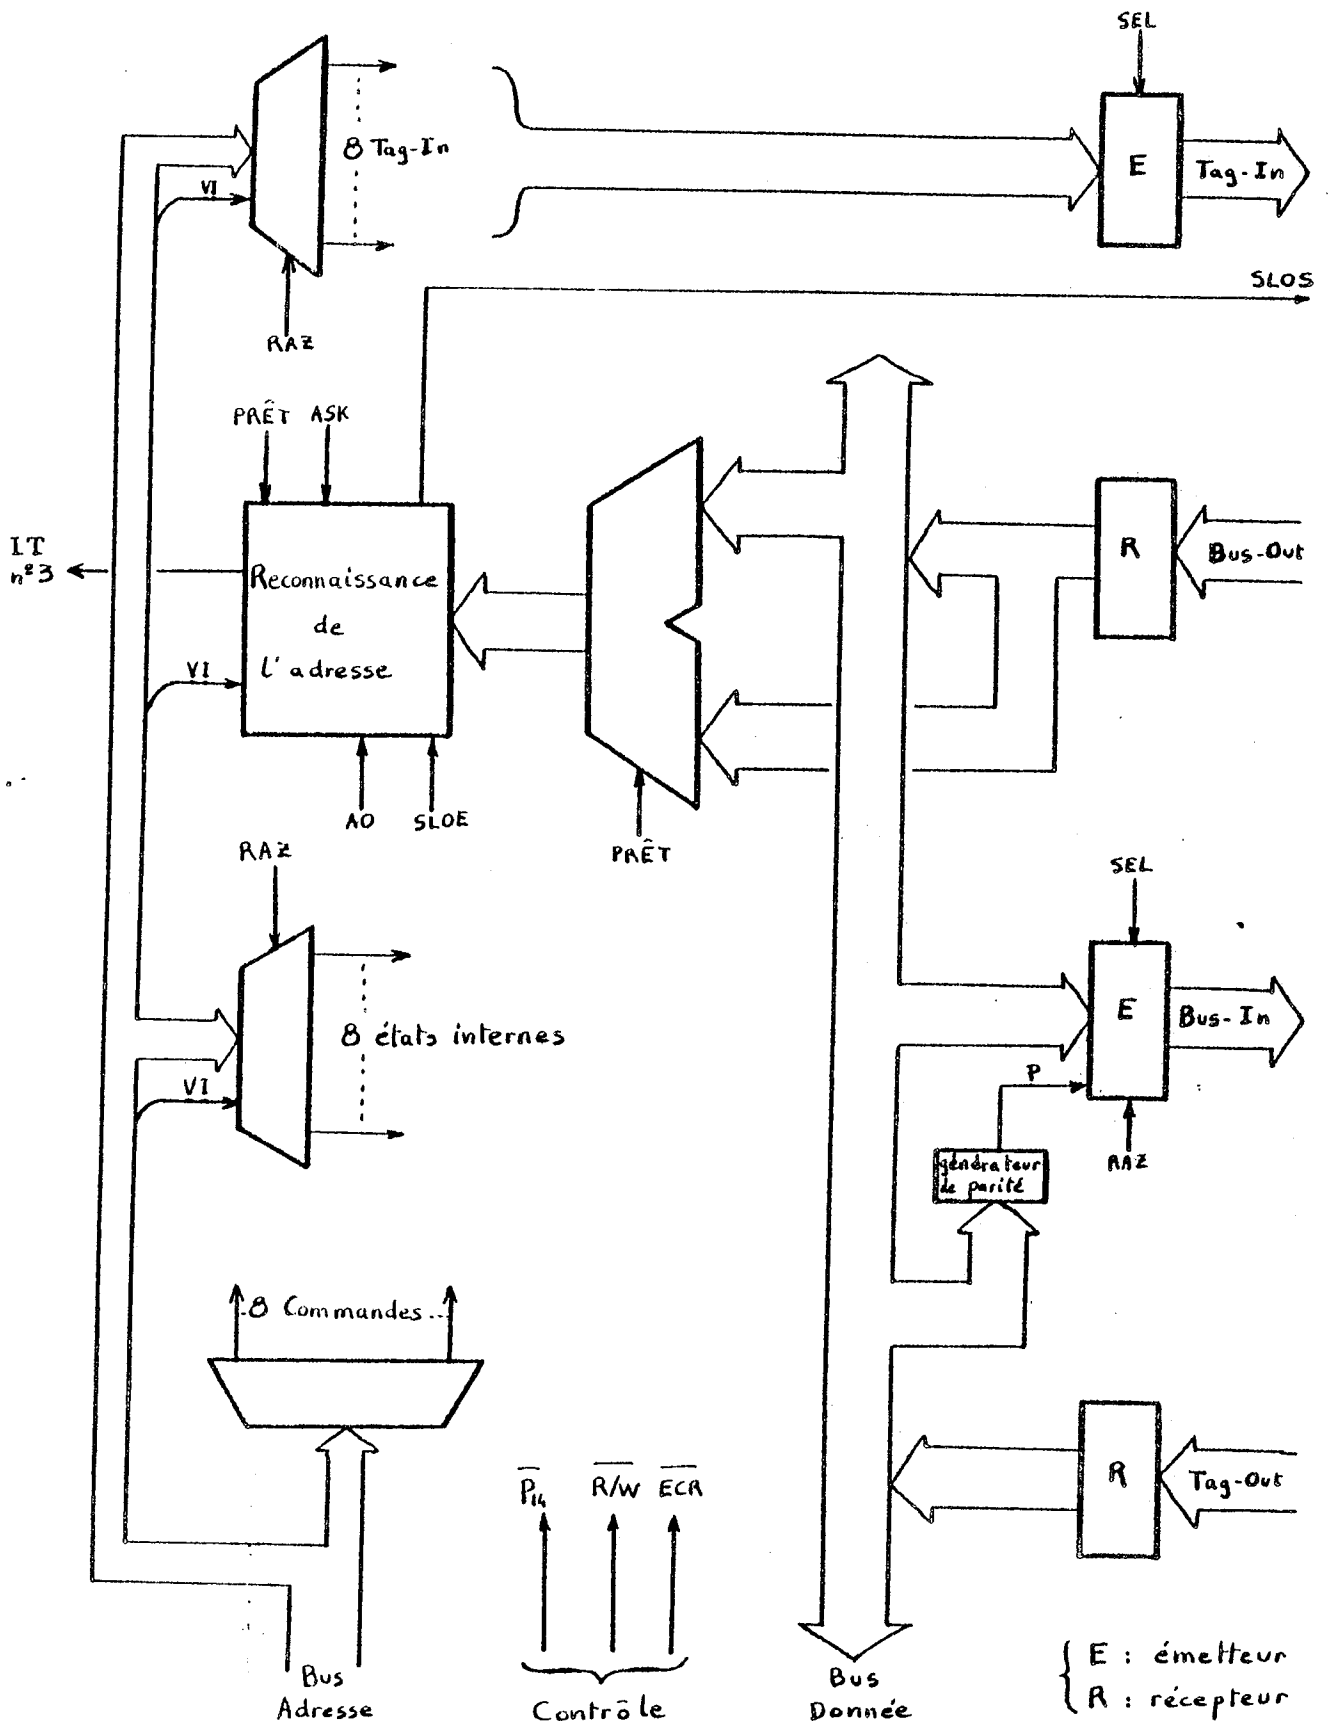 SEL
8 Tag-In
E
Tag-In
VI
SLOS
RAZ
PRÊT ASK
IT
n° 3
R
Bus-Out
Reconnaissance
de
l'adresse
VI
AO SLOE
PRÊT
RAZ
SEL
E
Bus-In
8 états internes
VI
P
RAZ
générateur
de parité
8 Commandes
P̅₁₄ R̅/̅W̅ E̅C̅R̅
R
Tag-Out
Bus
Adresse
Contrôle
Bus
Donnée
E : émetteur
R : récepteur